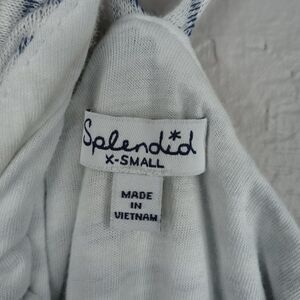 Splendid
X-SMALL
MADE
IN
VIETNAM